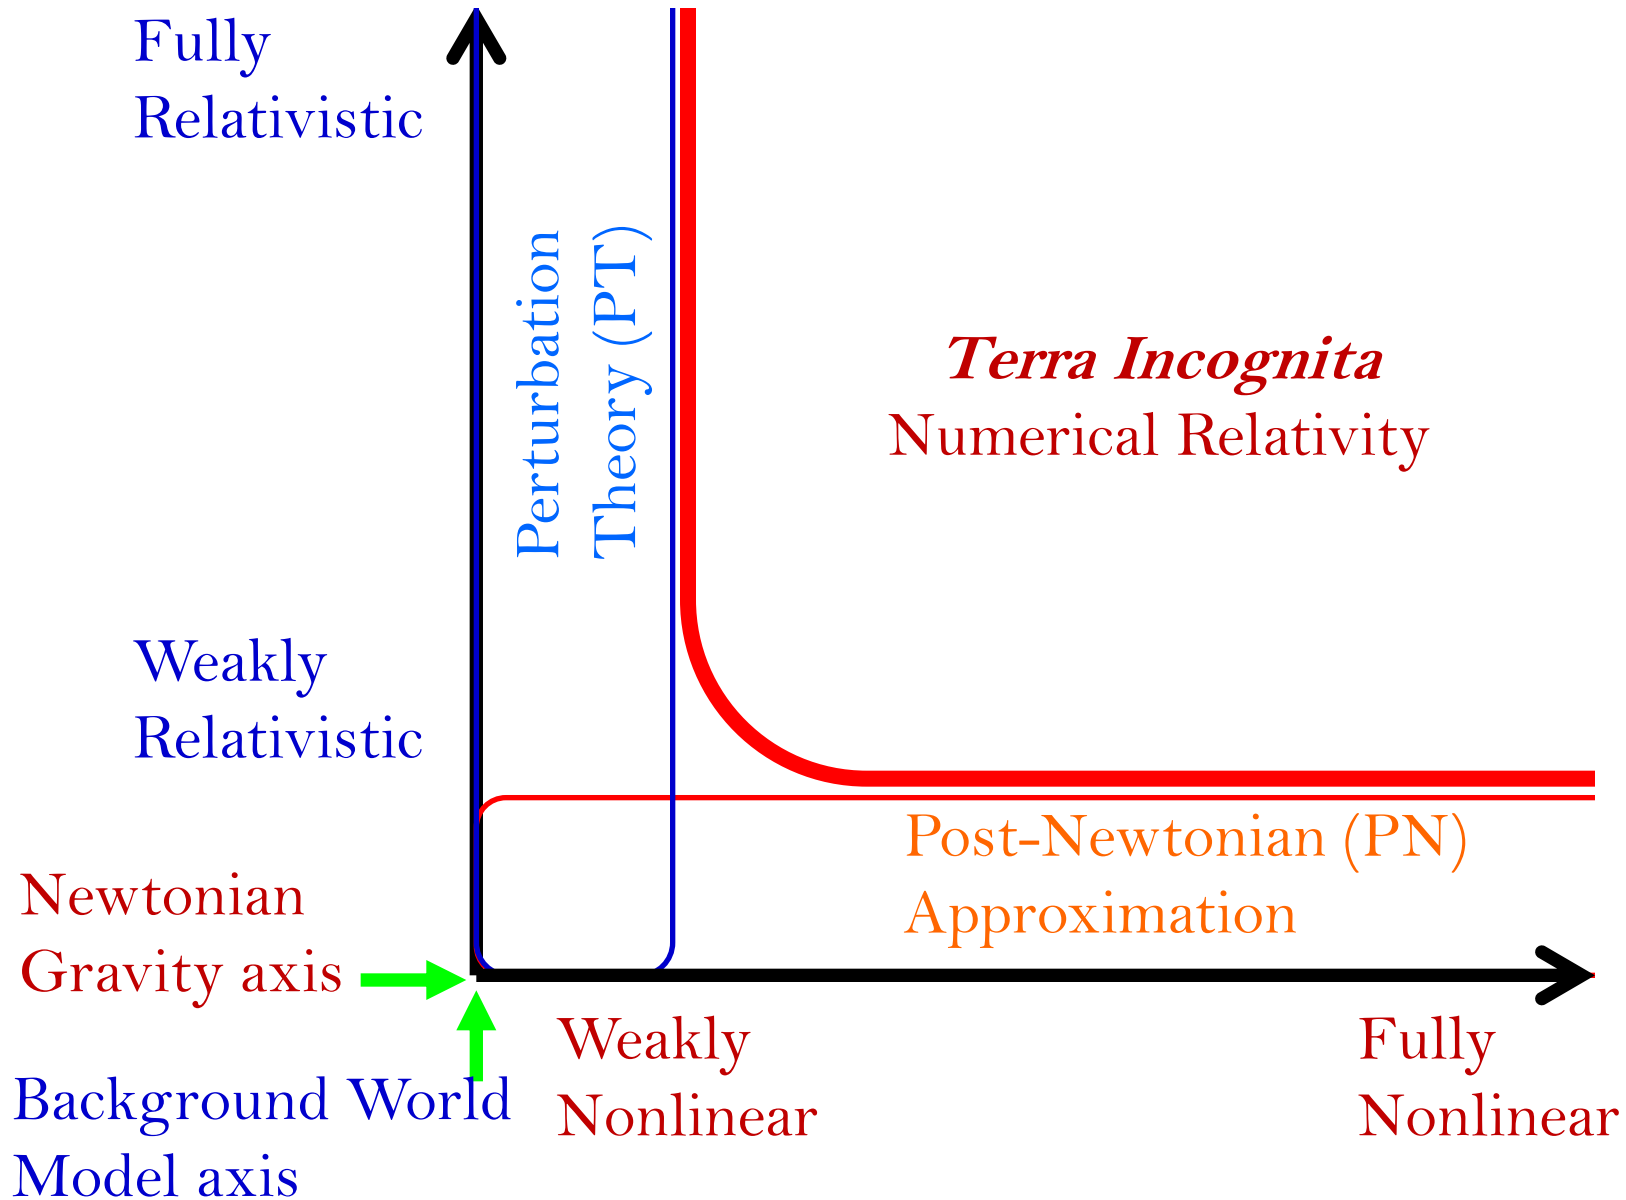 Fully
Relativistic
Perturbation
Theory (PT)
Terra Incognita
Numerical Relativity
Weakly
Relativistic
Post-Newtonian (PN)
Approximation
Newtonian
Gravity axis
Weakly
Nonlinear
Fully
Nonlinear
Background World
Model axis